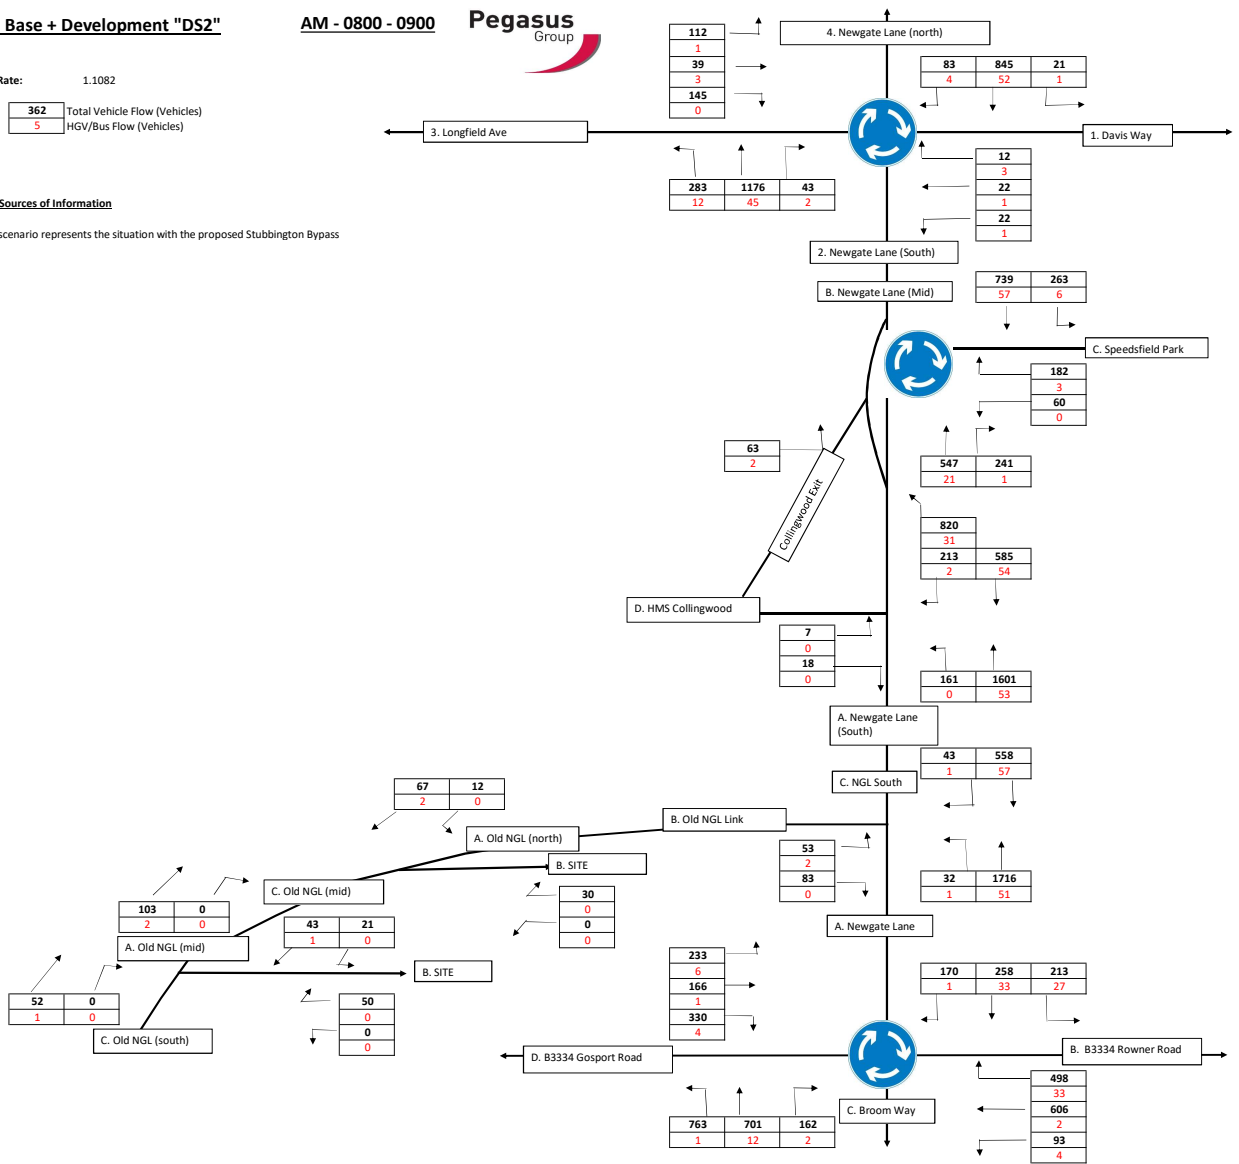 Base + Development "DS2"
AM - 0800 - 0900
Pegasus
Group
Rate: 1.1082
362 Total Vehicle Flow (Vehicles)
5 HGV/Bus Flow (Vehicles)
Sources of Information
scenario represents the situation with the proposed Stubbington Bypass
112
1
39
3
145
0
4. Newgate Lane (north)
83 845 21
4 52 1
3. Longfield Ave
1. Davis Way
283 1176 43
12 45 2
12
3
22
1
22
1
2. Newgate Lane (South)
B. Newgate Lane (Mid)
739 263
57 6
C. Speedsfield Park
182
3
60
0
63
2
547 241
21 1
Collingwood Exit
820
31
213 585
2 54
D. HMS Collingwood
7
0
18
0
161 1601
0 53
A. Newgate Lane
(South)
43 558
1 57
C. NGL South
67 12
2 0
B. Old NGL Link
A. Old NGL (north)
53
2
83
0
32 1716
1 51
B. SITE
C. Old NGL (mid)
30
0
0
0
103 0
2 0
43 21
1 0
A. Newgate Lane
A. Old NGL (mid)
B. SITE
233
6
166
1
330
4
170 258 213
1 33 27
52 0
1 0
50
0
0
0
C. Old NGL (south)
D. B3334 Gosport Road
B. B3334 Rowner Road
763 701 162
1 12 2
C. Broom Way
498
33
606
2
93
4